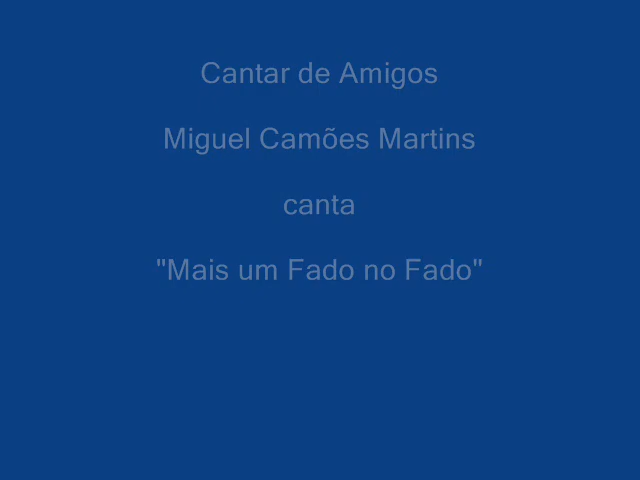 Cantar de Amigos
Miguel Camões Martins
canta
"Mais um Fado no Fado"